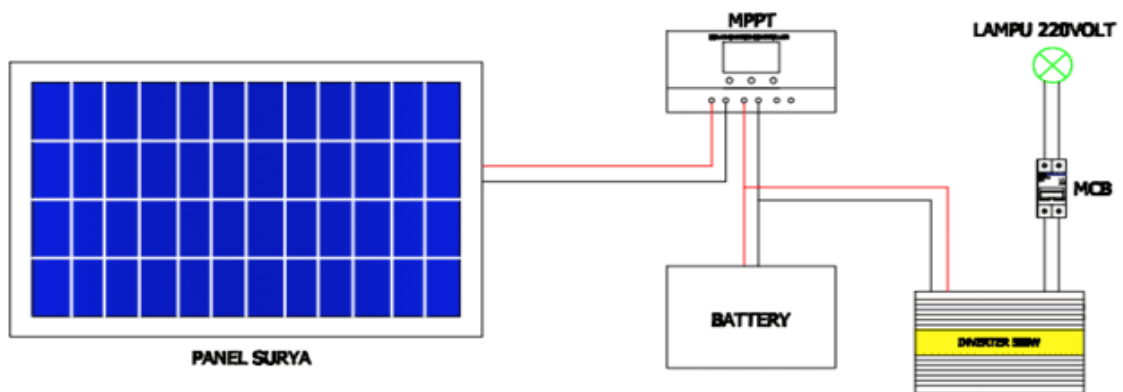 MPPT
LAMPU 220VOLT
MCB
BATTERY
PANEL SURYA